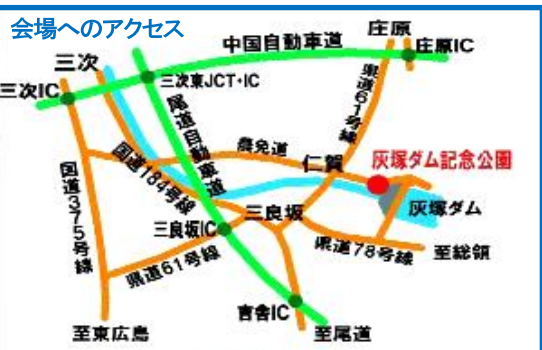 会場へのアクセス
庄原
中国自動車道
庄原IC
三次
三次東JCT・IC
三次IC
県道61号線
尾道自動車道
農免道
仁賀
灰塚ダム記念公園
国道184号線
国道375号線
灰塚ダム
三良坂
三良坂IC
県道78号線
至総領
県道61号線
吉舎IC
至東広島
至尾道